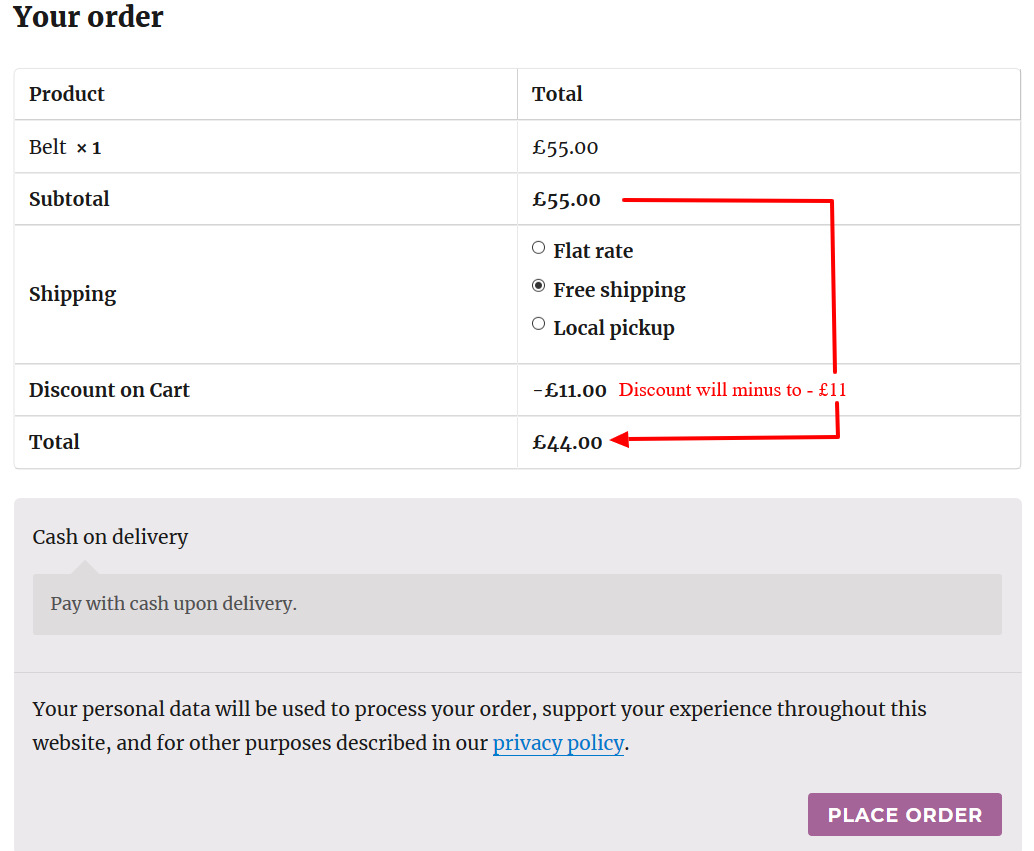 Your order
Product Total
Belt × 1 £55.00
Subtotal £55.00
Flat rate
Shipping Free shipping
Local pickup
Discount on Cart -£11.00 Discount will minus to - £11
Total £44.00
Cash on delivery
Pay with cash upon delivery.
Your personal data will be used to process your order, support your experience throughout this
website, and for other purposes described in our privacy policy.
PLACE ORDER